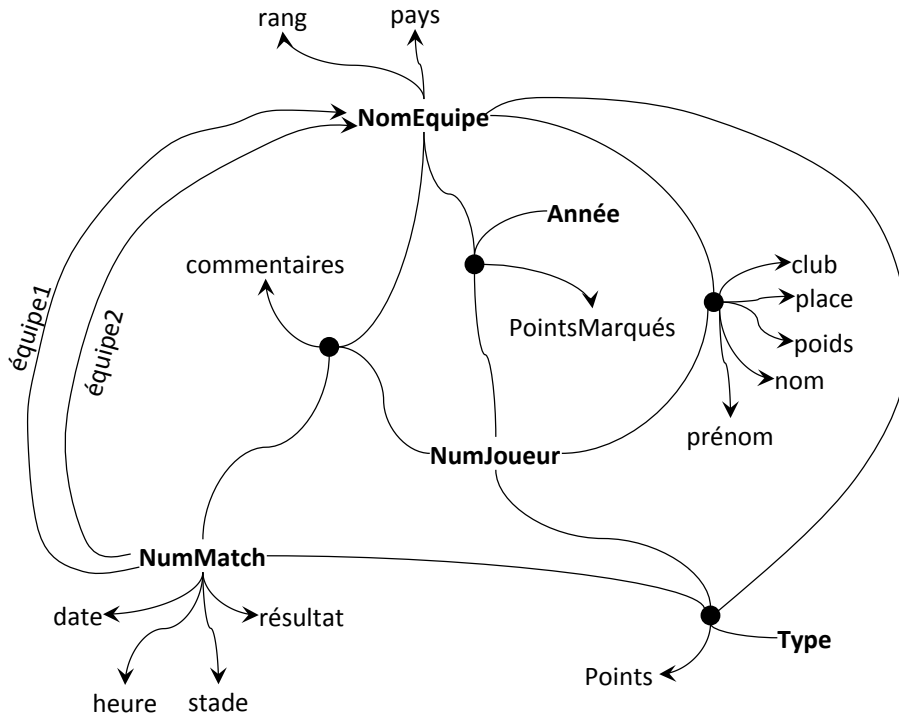 rang
pays
NomEquipe
Année
commentaires
PointsMarqués
club
place
poids
nom
prénom
équipe1
équipe2
NumJoueur
NumMatch
date
résultat
heure
stade
Type
Points